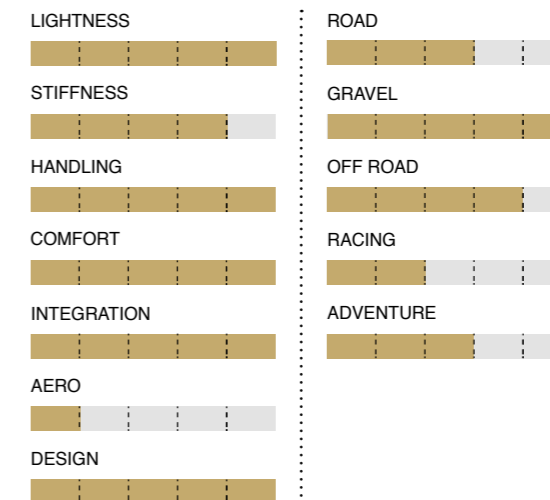 LIGHTNESS
STIFFNESS
HANDLING
COMFORT
INTEGRATION
AERO
DESIGN
ROAD
GRAVEL
OFF ROAD
RACING
ADVENTURE